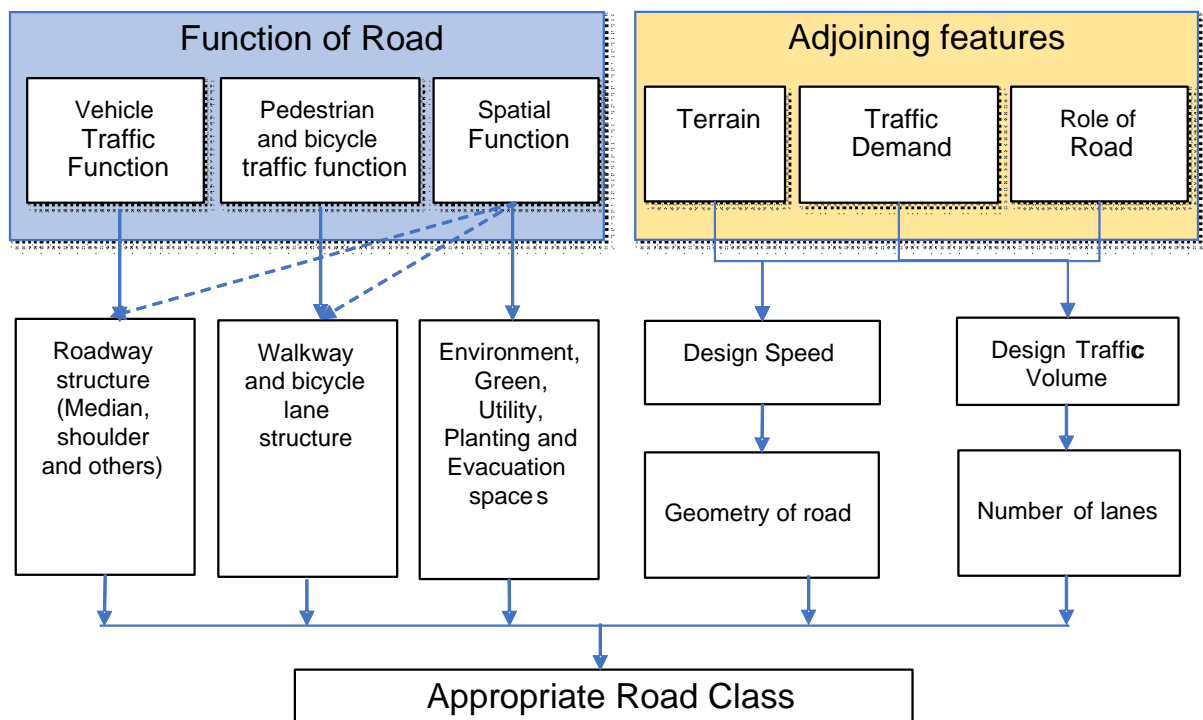 Function of Road
Vehicle
Traffic
Function
Pedestrian
and bicycle
traffic function
Spatial
Function
Adjoining features
Terrain
Traffic
Demand
Role of
Road
Roadway
structure
(Median,
shoulder
and others)
Walkway
and bicycle
lane
structure
Environment,
Green,
Utility,
Planting and
Evacuation
spaces
Design Speed
Design Traffic
Volume
Geometry of road
Number of lanes
Appropriate Road Class